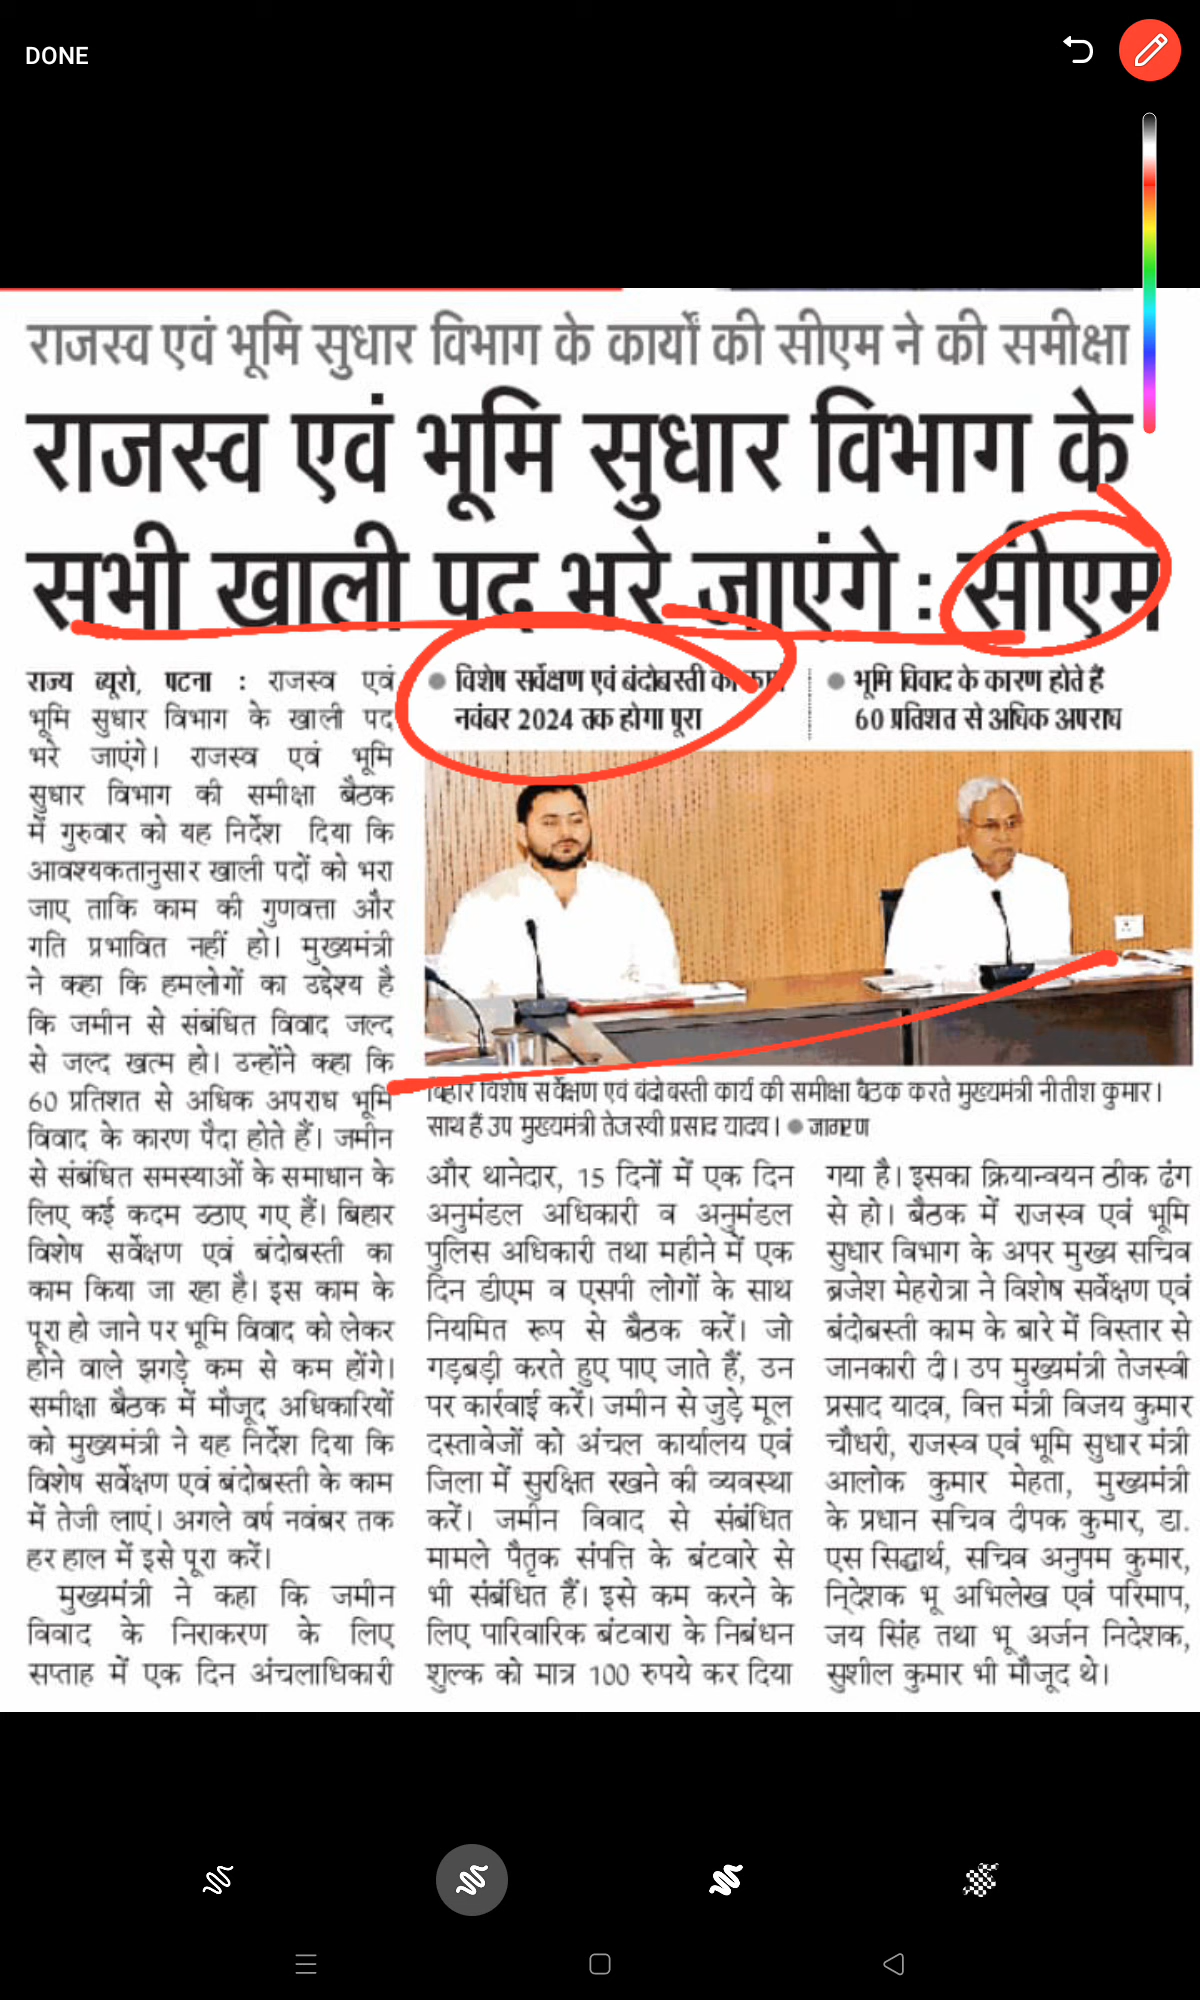 DONE
राजस्व एवं भूमि सुधार विभाग के कार्यों की सीएम ने की समीक्षा
राजस्व एवं भूमि सुधार विभाग के
सभी खाली पद भरे जाएंगे : सीएम
राज्य ब्यूरो, पटना : राजस्व एवं
भूमि सुधार विभाग के खाली पद
भरे जाएंगे। राजस्व एवं भूमि
सुधार विभाग की समीक्षा बैठक
में गुरुवार को यह निर्देश दिया कि
आवश्यकतानुसार खाली पदों को भरा
जाए ताकि काम की गुणवत्ता और
गति प्रभावित नहीं हो। मुख्यमंत्री
ने कहा कि हमलोगों का उद्देश्य है
कि जमीन से संबंधित विवाद जल्द
से जल्द खत्म हो। उन्होंने कहा कि
60 प्रतिशत से अधिक अपराध भूमि
विवाद के कारण पैदा होते हैं। जमीन
से संबंधित समस्याओं के समाधान के
लिए कई कदम उठाए गए हैं। बिहार
विशेष सर्वेक्षण एवं बंदोबस्ती का
काम किया जा रहा है। इस काम के
पूरा हो जाने पर भूमि विवाद को लेकर
होने वाले झगड़े कम से कम होंगे।
समीक्षा बैठक में मौजूद अधिकारियों
को मुख्यमंत्री ने यह निर्देश दिया कि
विशेष सर्वेक्षण एवं बंदोबस्ती के काम
में तेजी लाएं। अगले वर्ष नवंबर तक
हर हाल में इसे पूरा करें।
मुख्यमंत्री ने कहा कि जमीन
विवाद के निराकरण के लिए
सप्ताह में एक दिन अंचलाधिकारी
● विशेष सर्वेक्षण एवं बंदोबस्ती का कार्य
नवंबर 2024 तक होगा पूरा
● भूमि विवाद के कारण होते हैं
60 प्रतिशत से अधिक अपराध
बिहार विशेष सर्वेक्षण एवं बंदोबस्ती कार्य की समीक्षा बैठक करते मुख्यमंत्री नीतीश कुमार।
साथ हैं उप मुख्यमंत्री तेजस्वी प्रसाद यादव। ● जागरण
और थानेदार, 15 दिनों में एक दिन
अनुमंडल अधिकारी व अनुमंडल
पुलिस अधिकारी तथा महीने में एक
दिन डीएम व एसपी लोगों के साथ
नियमित रूप से बैठक करें। जो
गड़बड़ी करते हुए पाए जाते हैं, उन
पर कार्रवाई करें। जमीन से जुड़े मूल
दस्तावेजों को अंचल कार्यालय एवं
जिला में सुरक्षित रखने की व्यवस्था
करें। जमीन विवाद से संबंधित
मामले पैतृक संपत्ति के बंटवारे से
भी संबंधित हैं। इसे कम करने के
लिए पारिवारिक बंटवारा के निबंधन
शुल्क को मात्र 100 रुपये कर दिया
गया है। इसका क्रियान्वयन ठीक ढंग
से हो। बैठक में राजस्व एवं भूमि
सुधार विभाग के अपर मुख्य सचिव
ब्रजेश मेहरोत्रा ने विशेष सर्वेक्षण एवं
बंदोबस्ती काम के बारे में विस्तार से
जानकारी दी। उप मुख्यमंत्री तेजस्वी
प्रसाद यादव, वित्त मंत्री विजय कुमार
चौधरी, राजस्व एवं भूमि सुधार मंत्री
आलोक कुमार मेहता, मुख्यमंत्री
के प्रधान सचिव दीपक कुमार, डा.
एस सिद्धार्थ, सचिव अनुपम कुमार,
निदेशक भू अभिलेख एवं परिमाप,
जय सिंह तथा भू अर्जन निदेशक,
सुशील कुमार भी मौजूद थे।